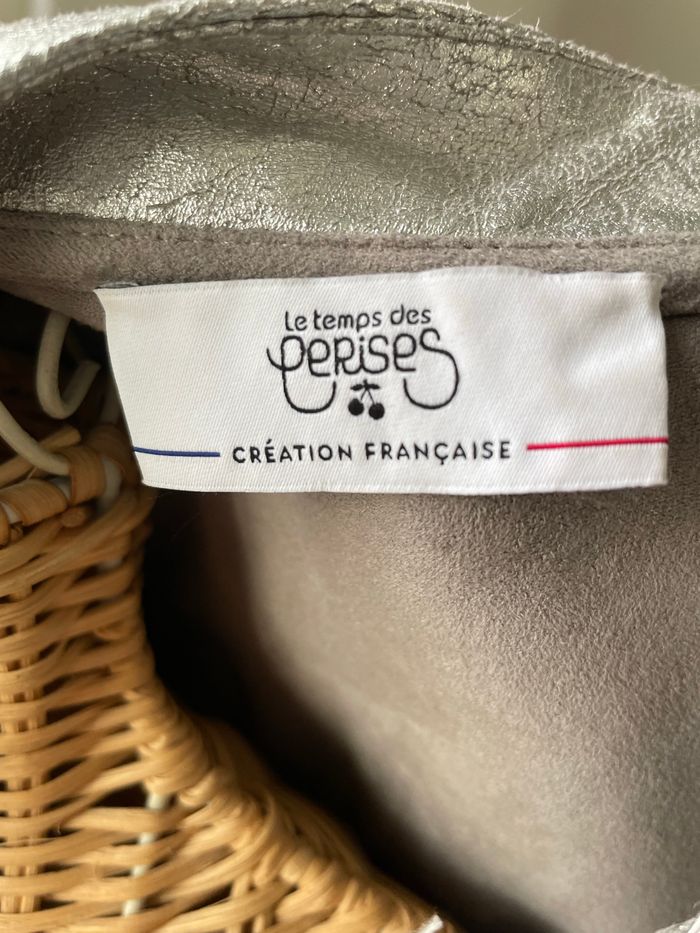 Le temps des
CeRISeS
CRÉATION FRANÇAISE